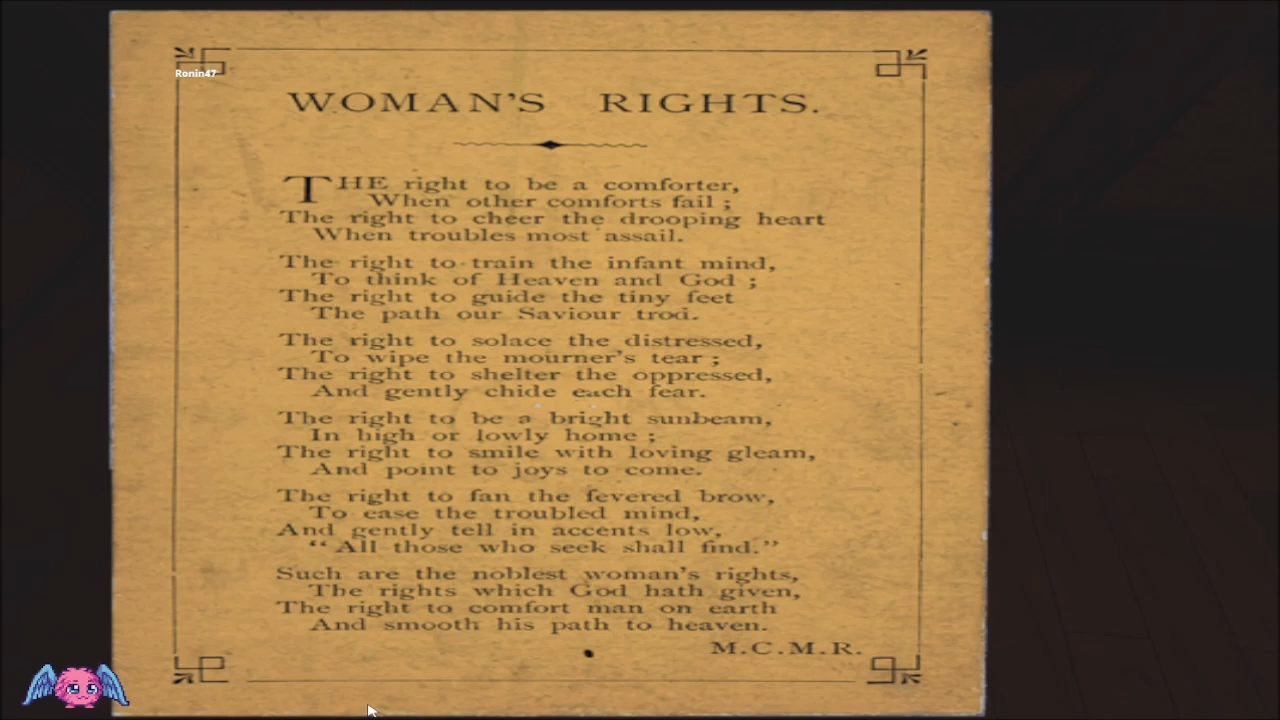 Ronin47
WOMAN'S RIGHTS.
THE right to be a comforter,
When other comforts fail ;
The right to cheer the drooping heart
When troubles most assail.
The right to train the infant mind,
To think of Heaven and God ;
The right to guide the tiny feet
The path our Saviour trod.
The right to solace the distressed,
To wipe the mourner's tear ;
The right to shelter the oppressed,
And gently chide each fear.
The right to be a bright sunbeam,
In high or lowly home ;
The right to smile with loving gleam,
And point to joys to come.
The right to fan the fevered brow,
To ease the troubled mind,
And gently tell in accents low,
“All those who seek shall find.”
Such are the noblest woman's rights,
The rights which God hath given,
The right to comfort man on earth
And smooth his path to heaven.
M.C.M.R.